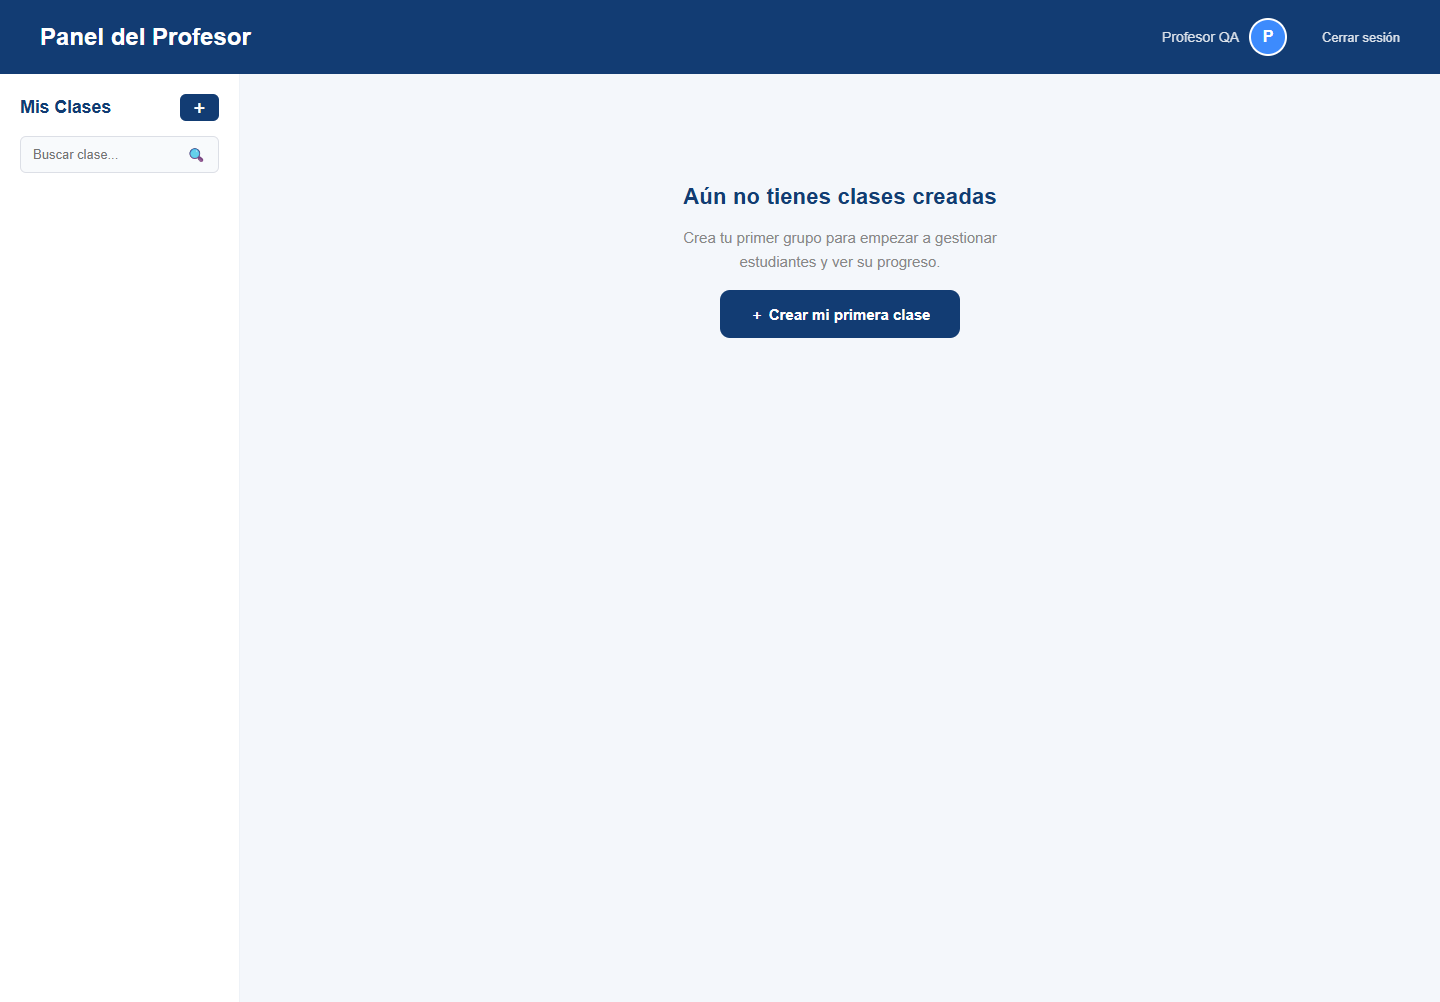 Panel del Profesor
Profesor QA
P
Cerrar sesión
Mis Clases
+
Buscar clase...
Aún no tienes clases creadas
Crea tu primer grupo para empezar a gestionar
estudiantes y ver su progreso.
+ Crear mi primera clase